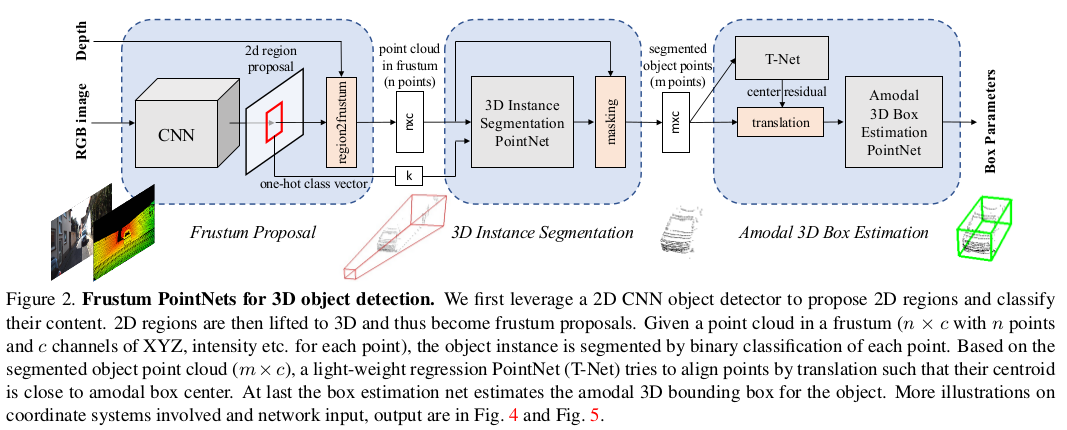 Depth
RGB image
2d region
proposal
CNN
region2frustum
one-hot class vector
Frustum Proposal
point cloud
in frustum
(n points)
nxc
k
3D Instance
Segmentation
PointNet
masking
3D Instance Segmentation
segmented
object points
(m points)
mxc
T-Net
center residual
translation
Amodal
3D Box
Estimation
PointNet
Amodal 3D Box Estimation
Box Parameters
Figure 2. Frustum PointNets for 3D object detection. We first leverage a 2D CNN object detector to propose 2D regions and classify
their content. 2D regions are then lifted to 3D and thus become frustum proposals. Given a point cloud in a frustum (n × c with n points
and c channels of XYZ, intensity etc. for each point), the object instance is segmented by binary classification of each point. Based on the
segmented object point cloud (m × c), a light-weight regression PointNet (T-Net) tries to align points by translation such that their centroid
is close to amodal box center. At last the box estimation net estimates the amodal 3D bounding box for the object. More illustrations on
coordinate systems involved and network input, output are in Fig. 4 and Fig. 5.